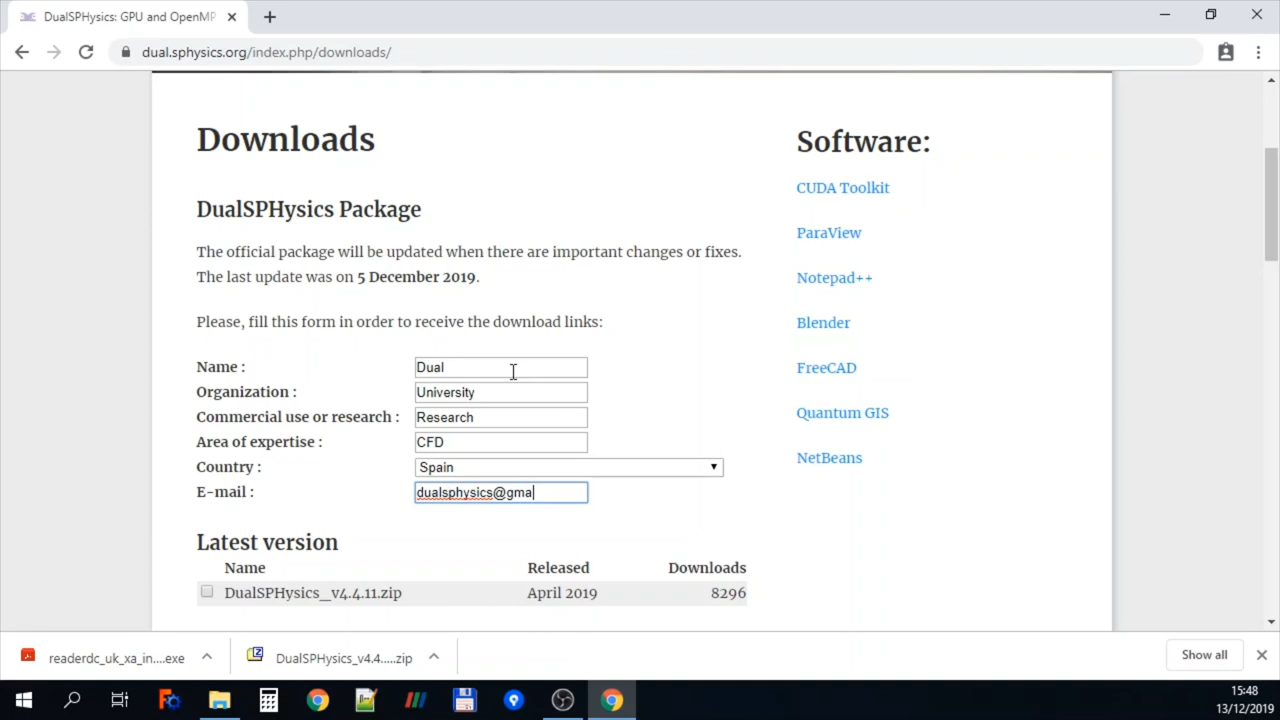 DualSPHysics: GPU and OpenMP
dual.sphysics.org/index.php/downloads/
Downloads
DualSPHysics Package
The official package will be updated when there are important changes or fixes.
The last update was on 5 December 2019.
Please, fill this form in order to receive the download links:
Name : Dual
Organization : University
Commercial use or research : Research
Area of expertise : CFD
Country : Spain
E-mail : dualsphysics@gma
Latest version
Name Released Downloads
DualSPHysics_v4.4.11.zip April 2019 8296
Software:
CUDA Toolkit
ParaView
Notepad++
Blender
FreeCAD
Quantum GIS
NetBeans
readerdc_uk_xa_in....exe
DualSPHysics_v4.4.....zip
Show all
15:48
13/12/2019